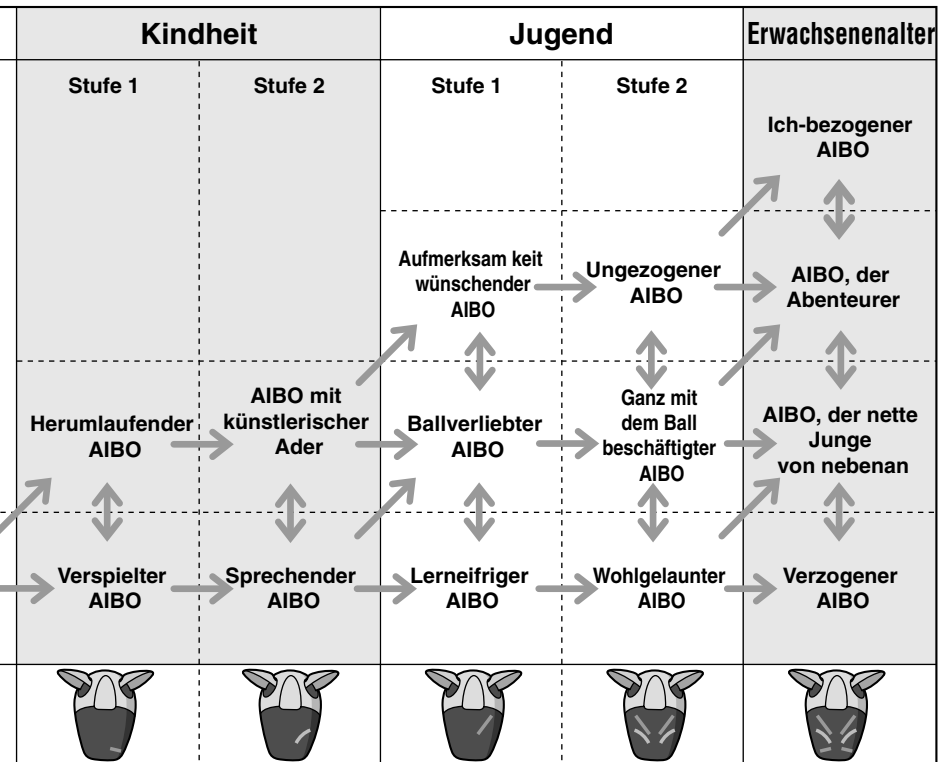 Kindheit
Jugend
Erwachsenenalter
Stufe 1
Stufe 2
Stufe 1
Stufe 2
Ich-bezogener
AIBO
Aufmerksam keit
wünschender
AIBO
Ungezogener
AIBO
AIBO, der
Abenteurer
Herumlaufender
AIBO
AIBO mit
künstlerischer
Ader
Ballverliebter
AIBO
Ganz mit
dem Ball
beschäftigter
AIBO
AIBO, der nette
Junge
von nebenan
Verspielter
AIBO
Sprechender
AIBO
Lerneifriger
AIBO
Wohlgelaunter
AIBO
Verzogener
AIBO